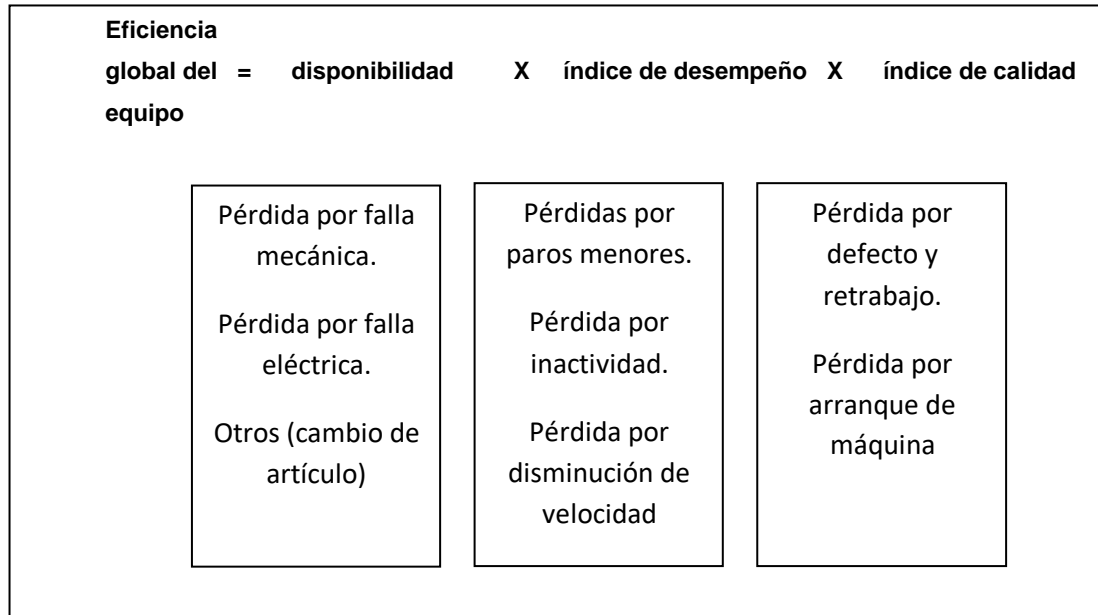 Eficiencia
global del = disponibilidad X índice de desempeño X índice de calidad
equipo
Pérdida por falla
mecánica.
Pérdida por falla
eléctrica.
Otros (cambio de
artículo)
Pérdidas por
paros menores.
Pérdida por
inactividad.
Pérdida por
disminución de
velocidad
Pérdida por
defecto y
retrabajo.
Pérdida por
arranque de
máquina